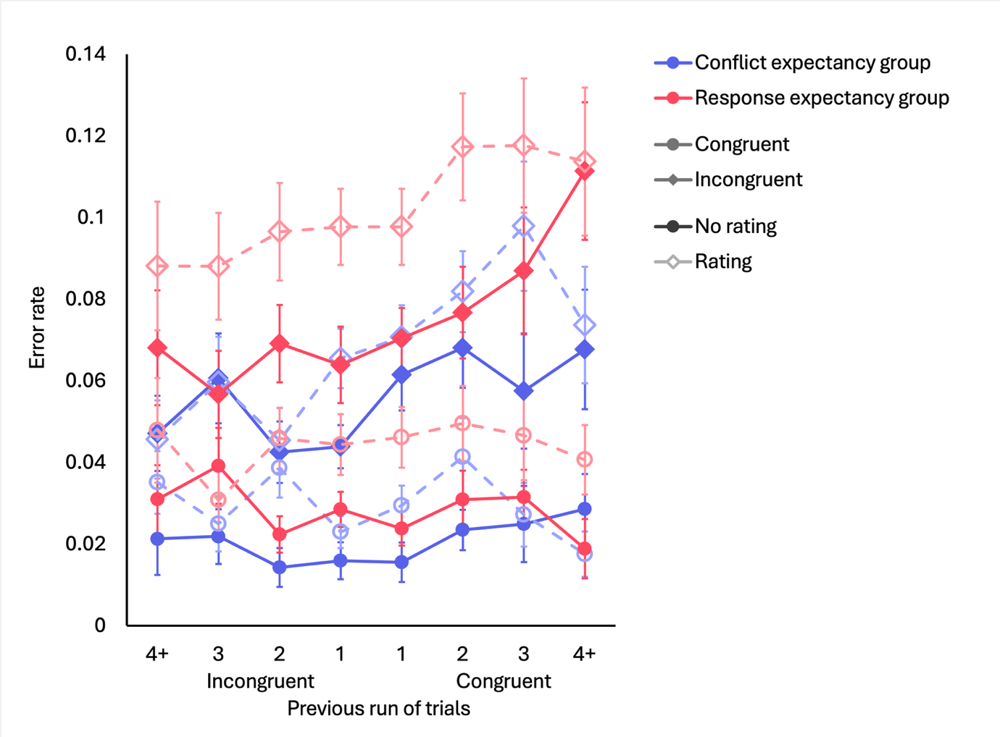 0.14
0.12
0.1
0.08
0.06
0.04
0.02
0
Error rate
4+ 3 2 1 1 2 3 4+
Incongruent Congruent
Previous run of trials
Conflict expectancy group
Response expectancy group
Congruent
Incongruent
No rating
Rating